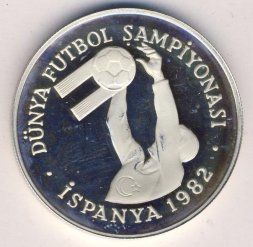 DÜNYA FUTBOL ŞAMPİYONASI
İSPANYA 1982